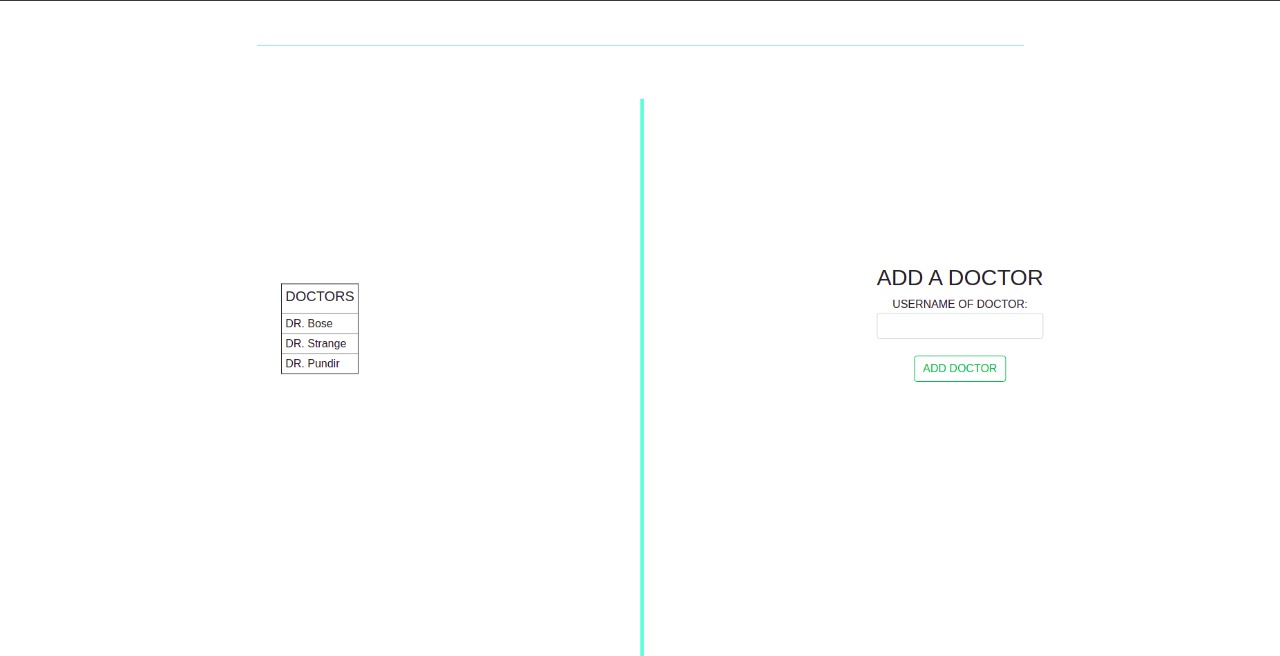 DOCTORS
DR. Bose
DR. Strange
DR. Pundir
ADD A DOCTOR
USERNAME OF DOCTOR:
ADD DOCTOR